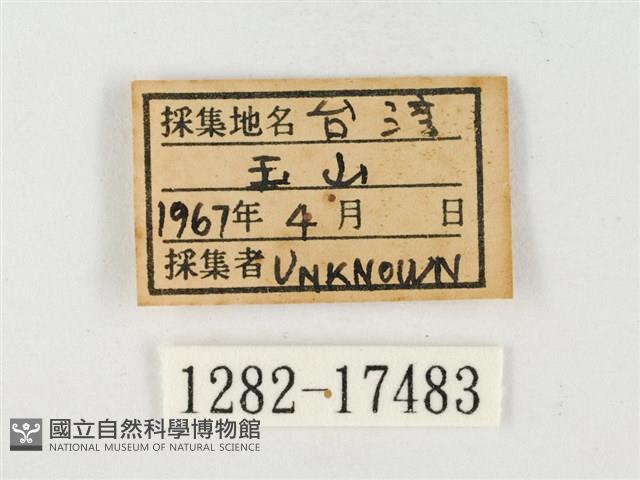 採集地名 台湾
玉山
1967年 4月 日
採集者 UNKNOWN
1282-17483
國立自然科學博物館
NATIONAL MUSEUM OF NATURAL SCIENCE